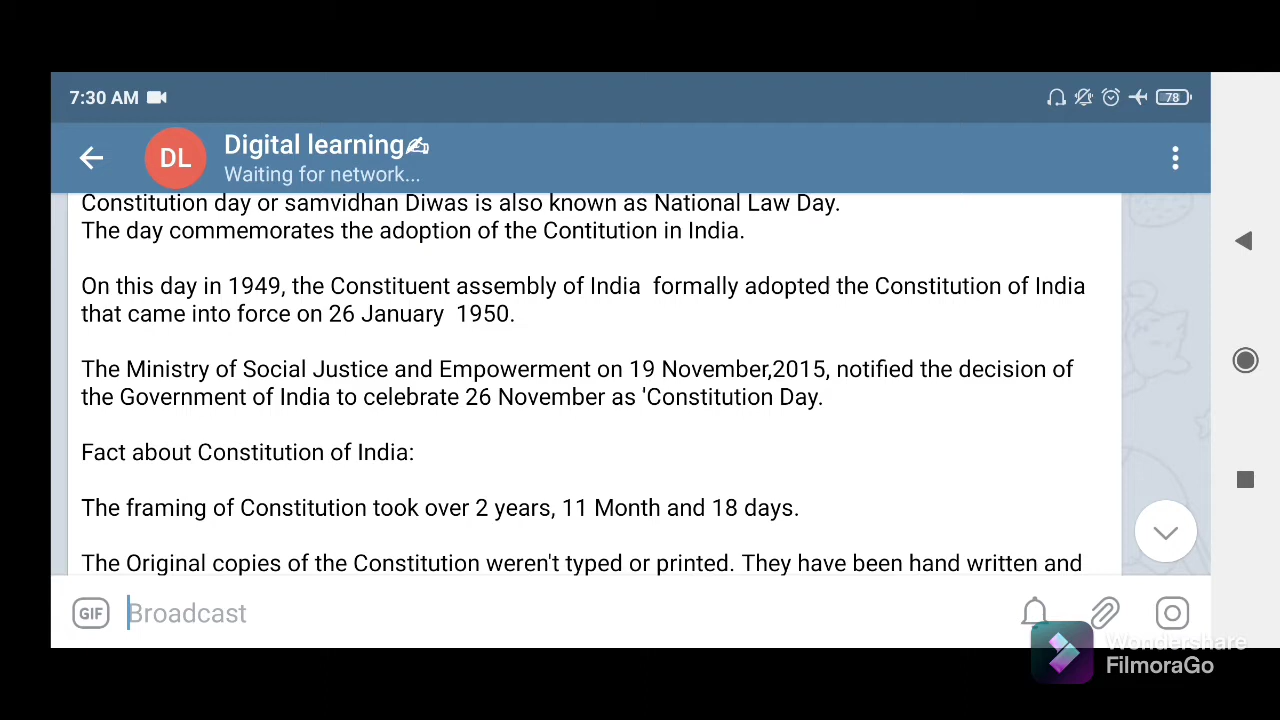 7:30 AM
78
DL
Digital learning✍
Waiting for network...
Constitution day or samvidhan Diwas is also known as National Law Day.
The day commemorates the adoption of the Contitution in India.
On this day in 1949, the Constituent assembly of India  formally adopted the Constitution of India
that came into force on 26 January  1950.
The Ministry of Social Justice and Empowerment on 19 November,2015, notified the decision of
the Government of India to celebrate 26 November as 'Constitution Day.
Fact about Constitution of India:
The framing of Constitution took over 2 years, 11 Month and 18 days.
The Original copies of the Constitution weren't typed or printed. They have been hand written and
GIF
Broadcast
Wondershare
FilmoraGo